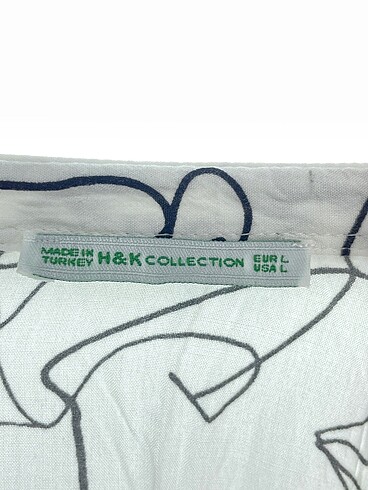 MADE IN
TURKEY
H&K COLLECTION
EUR L
USA L